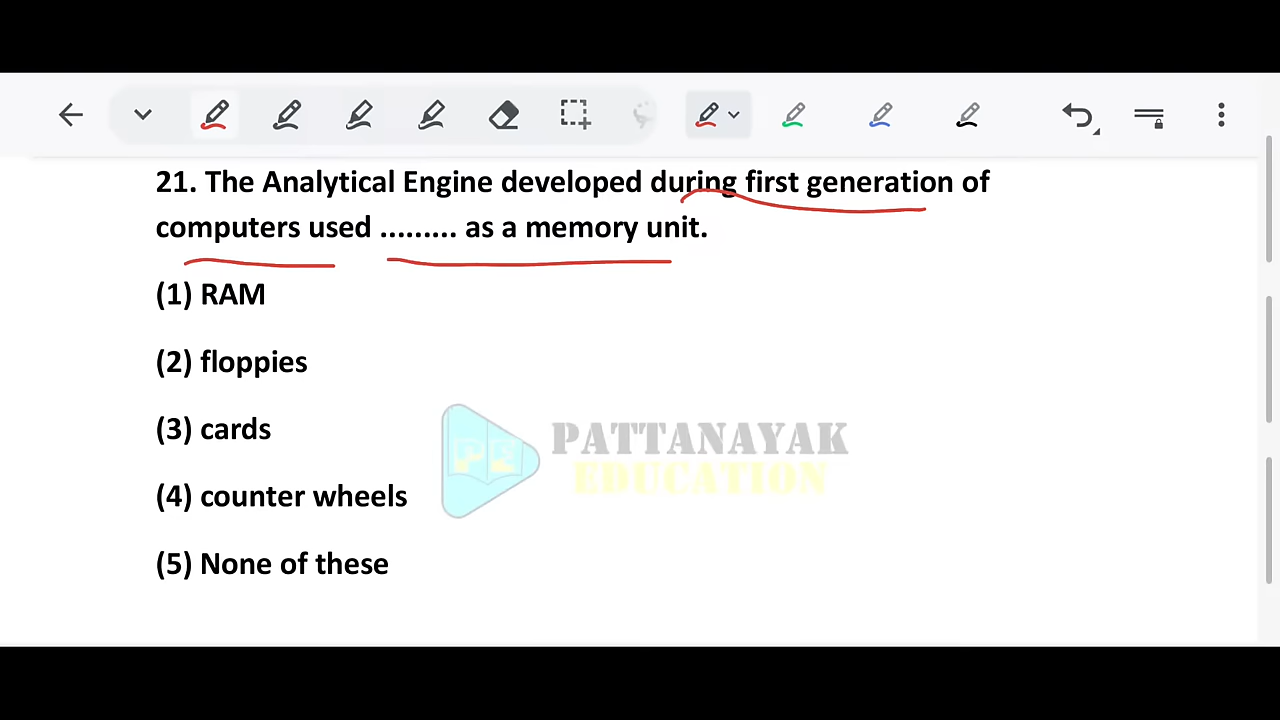 21. The Analytical Engine developed during first generation of
computers used ......... as a memory unit.
(1) RAM
(2) floppies
(3) cards
(4) counter wheels
(5) None of these
PE
PATTANAYAK
EDUCATION